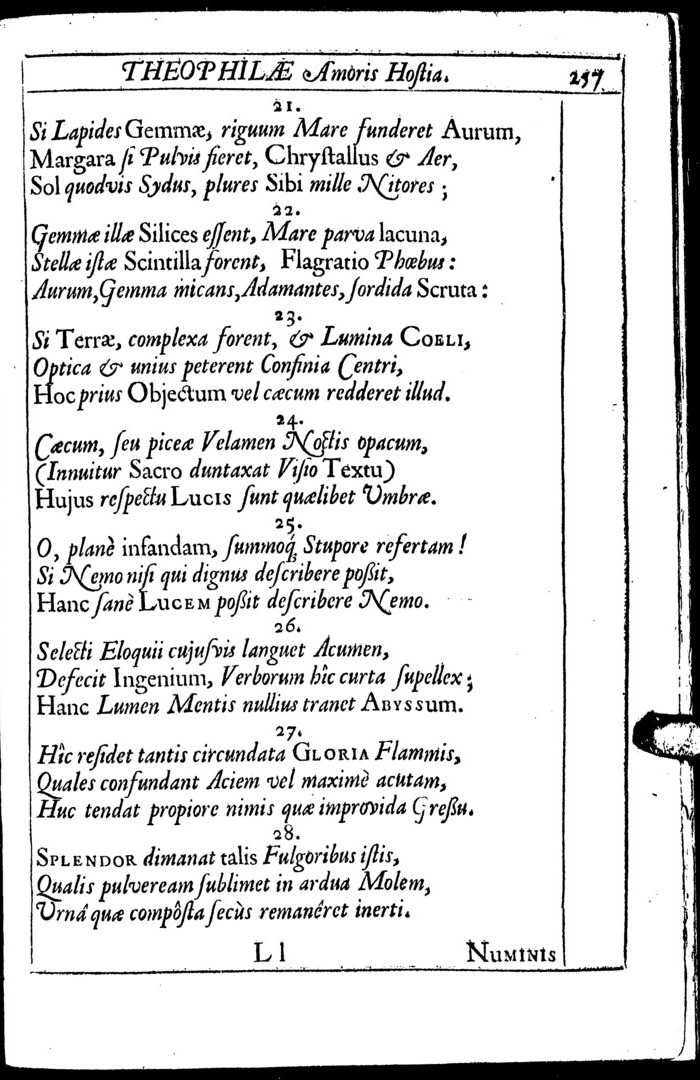 THEOPHILÆ Amoris Hoſtia. 257.
21.
Si Lapides Gemmæ, riguum Mare funderet Aurum,
Margara ſi Pulvis fieret, Chryſtallus & Aer,
Sol quodvis Sydus, plures Sibi mille Nitores ;
22.
Gemmæ illæ Silices eſſent, Mare parva lacuna,
Stellæ iſtæ Scintilla forent, Flagratio Phœbus :
Aurum, Gemma micans, Adamantes, ſordida Scruta :
23.
Si Terræ, complexa forent, & Lumina COELI,
Optica & unius peterent Confinia Centri,
Hoc prius Objectum vel cæcum redderet illud.
24.
Cæcum, ſeu piceæ Velamen Noctis opacum,
(Innuitur Sacro duntaxat Viſio Textu)
Hujus reſpectu LUCIS ſunt quælibet Umbræ.
25.
O, planè infandam, ſummoq́; Stupore refertam !
Si Nemo niſi qui dignus deſcribere poßit,
Hanc ſanè LUCEM poßit deſcribere Nemo.
26.
Selecti Eloquii cujuſvis languet Acumen,
Defecit Ingenium, Verborum hîc curta ſupellex ;
Hanc Lumen Mentis nullius tranet ABYSSum.
27.
Hîc reſidet tantis circundata GLORIA Flammis,
Quales confundant Aciem vel maximè acutam,
Huc tendat propiore nimis quæ improvida Greßu.
28.
SPLENDOR dimanat talis Fulgoribus iſtis,
Qualis pulveream ſublimet in ardua Molem,
Urnâ quæ compôſta ſecùs remanêret inerti.
L l NUMINIS